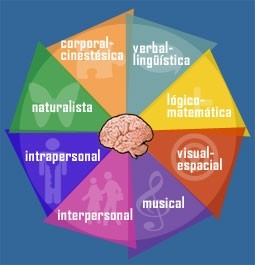 corporal-
cinestésica
verbal-
lingüística
lógico-
matemática
visual-
espacial
musical
interpersonal
intrapersonal
naturalista